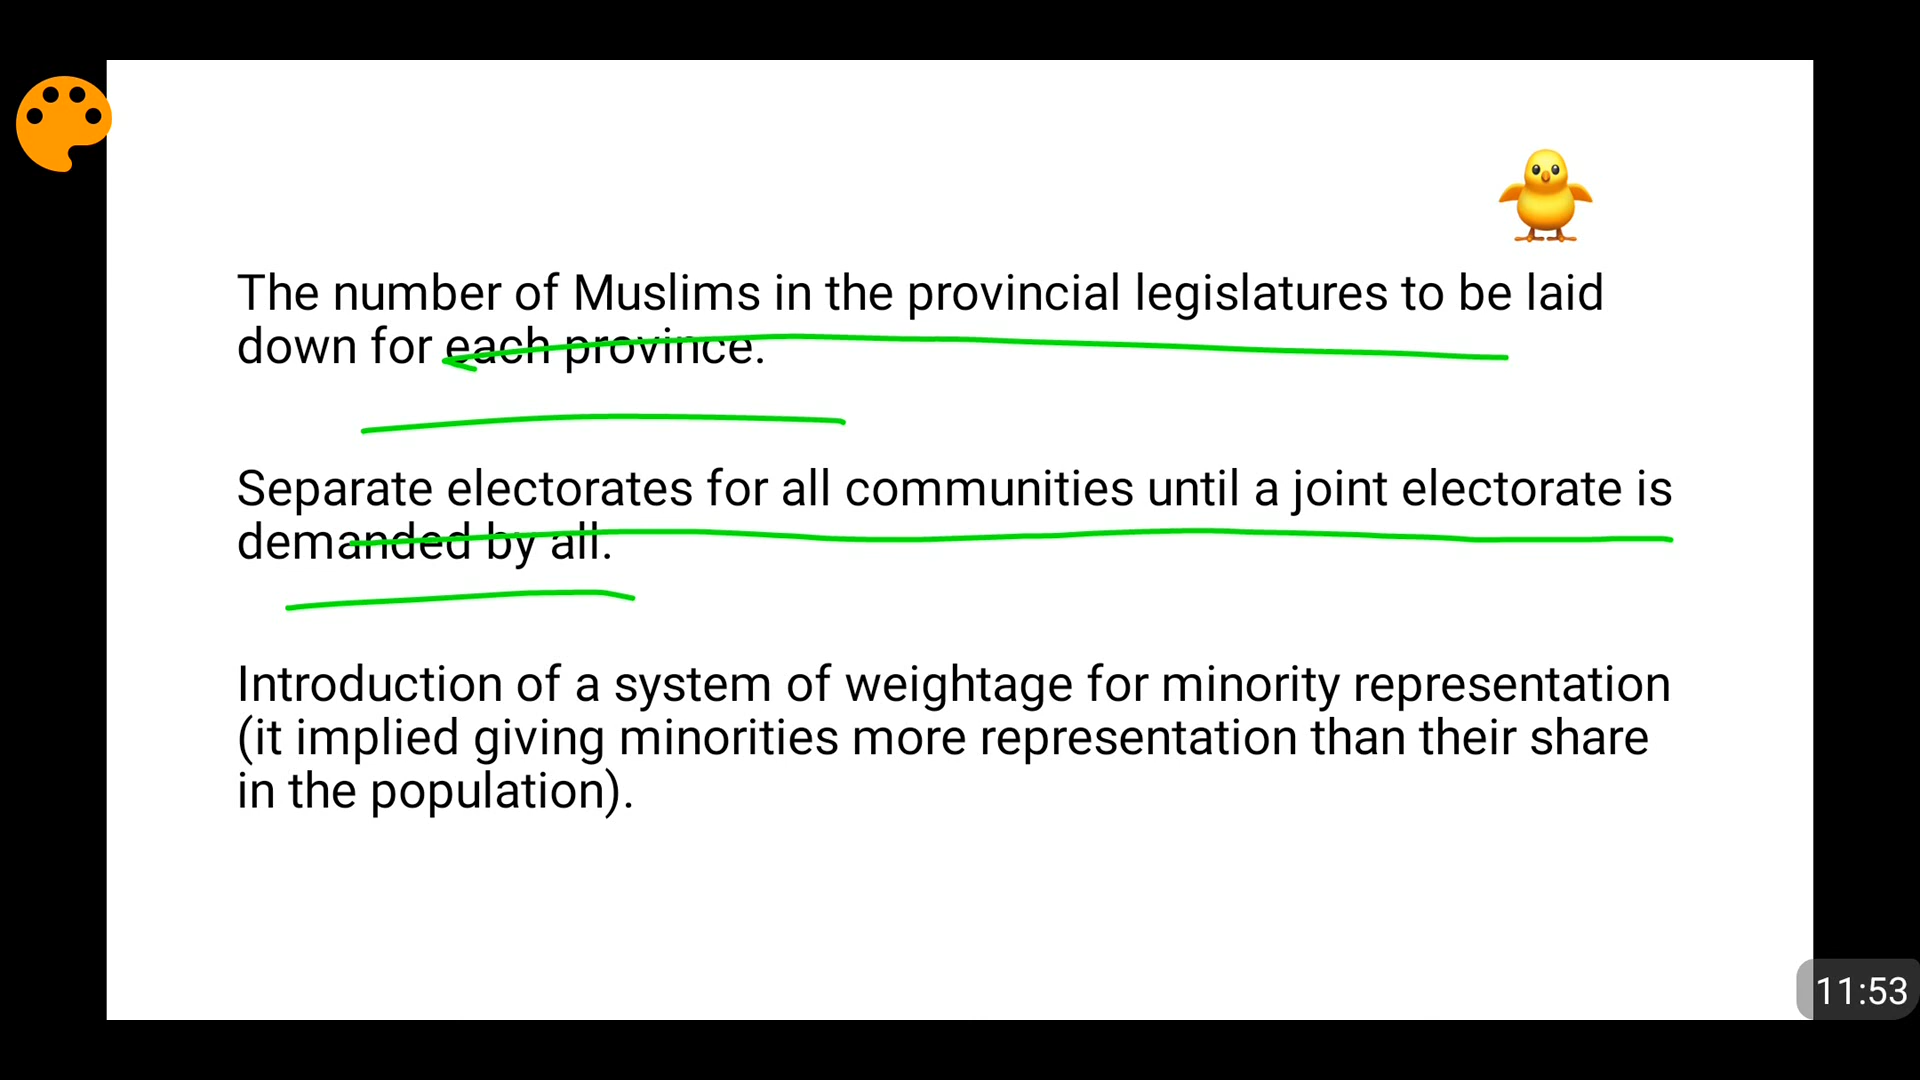 The number of Muslims in the provincial legislatures to be laid
down for each province.
Separate electorates for all communities until a joint electorate is
demanded by all.
Introduction of a system of weightage for minority representation
(it implied giving minorities more representation than their share
in the population).
11:53